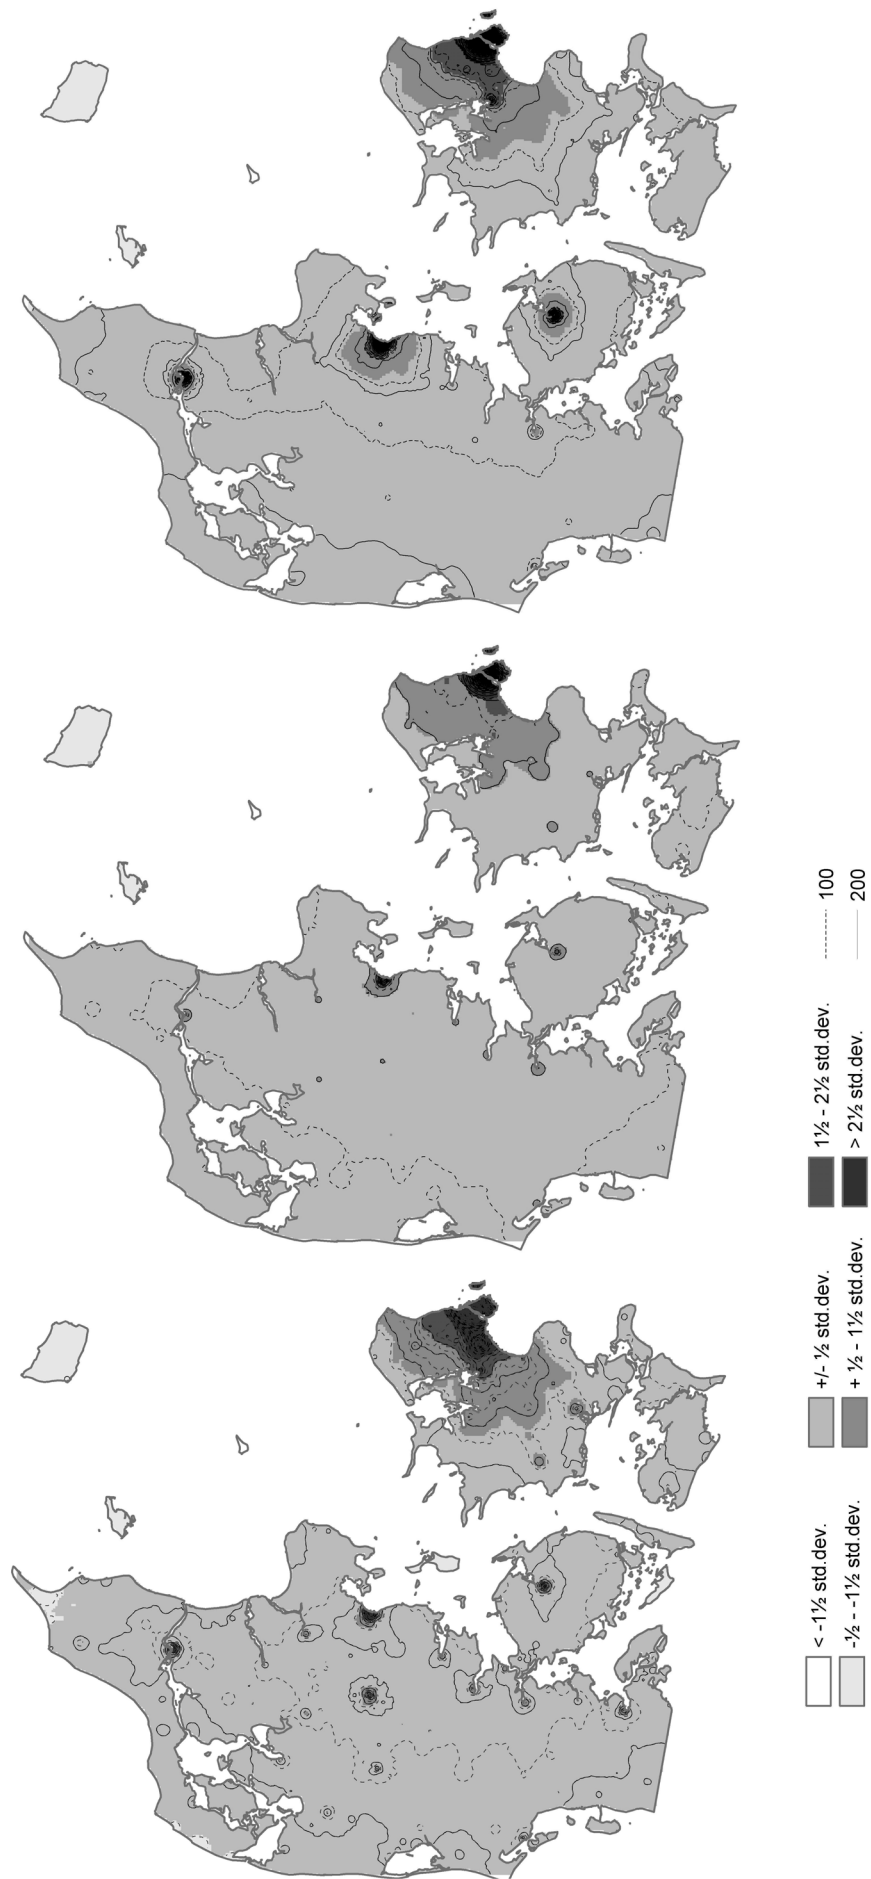 < -1½ std.dev.
-½ - -1½ std.dev.
+/- ½ std.dev.
+ ½ - 1½ std.dev.
1½ - 2½ std.dev.
> 2½ std.dev.
100
200